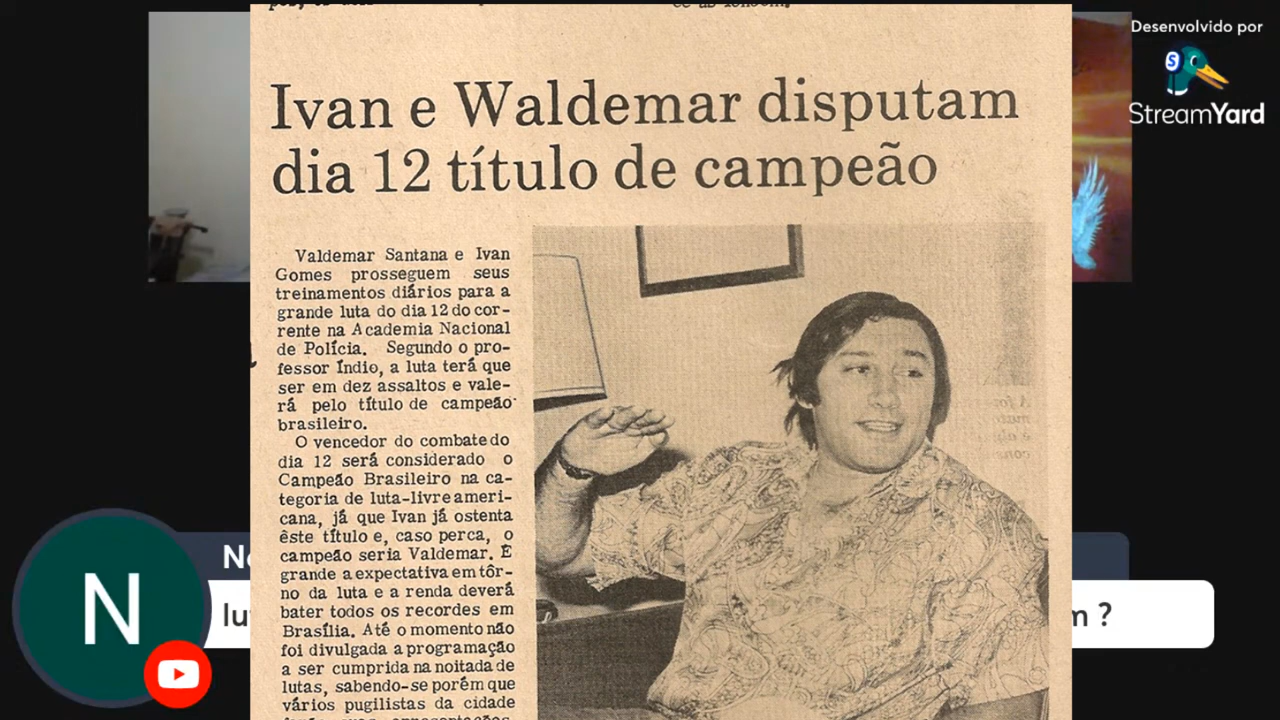 Desenvolvido por
StreamYard
Ivan e Waldemar disputam
dia 12 título de campeão
Valdemar Santana e Ivan
Gomes prosseguem seus
treinamentos diários para a
grande luta do dia 12 do cor-
rente na Academia Nacional
de Polícia. Segundo o pro-
fessor Índio, a luta terá que
ser em dez assaltos e vale-
rá pelo título de campeão
brasileiro.
O vencedor do combate do
dia 12 será considerado o
Campeão Brasileiro na ca-
tegoria de luta-livre ameri-
cana, já que Ivan já ostenta
êste título e, caso perca, o
campeão seria Valdemar. É
grande a expectativa em tôr-
no da luta e a renda deverá
bater todos os recordes em
Brasília. Até o momento não
foi divulgada a programação
a ser cumprida na noitada de
lutas, sabendo-se porém que
vários pugilistas da cidade
N
m ?